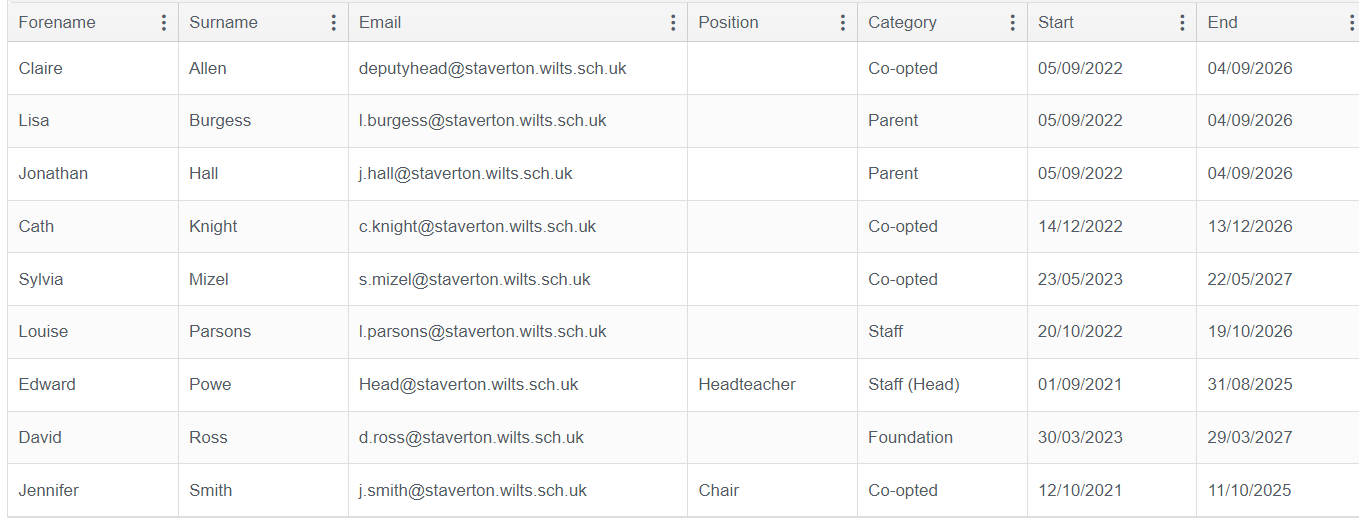 Forename Surname Email Position Category Start End
Claire Allen deputyhead@staverton.wilts.sch.uk Co-opted 05/09/2022 04/09/2026
Lisa Burgess l.burgess@staverton.wilts.sch.uk Parent 05/09/2022 04/09/2026
Jonathan Hall j.hall@staverton.wilts.sch.uk Parent 05/09/2022 04/09/2026
Cath Knight c.knight@staverton.wilts.sch.uk Co-opted 14/12/2022 13/12/2026
Sylvia Mizel s.mizel@staverton.wilts.sch.uk Co-opted 23/05/2023 22/05/2027
Louise Parsons l.parsons@staverton.wilts.sch.uk Staff 20/10/2022 19/10/2026
Edward Powe Head@staverton.wilts.sch.uk Headteacher Staff (Head) 01/09/2021 31/08/2025
David Ross d.ross@staverton.wilts.sch.uk Foundation 30/03/2023 29/03/2027
Jennifer Smith j.smith@staverton.wilts.sch.uk Chair Co-opted 12/10/2021 11/10/2025